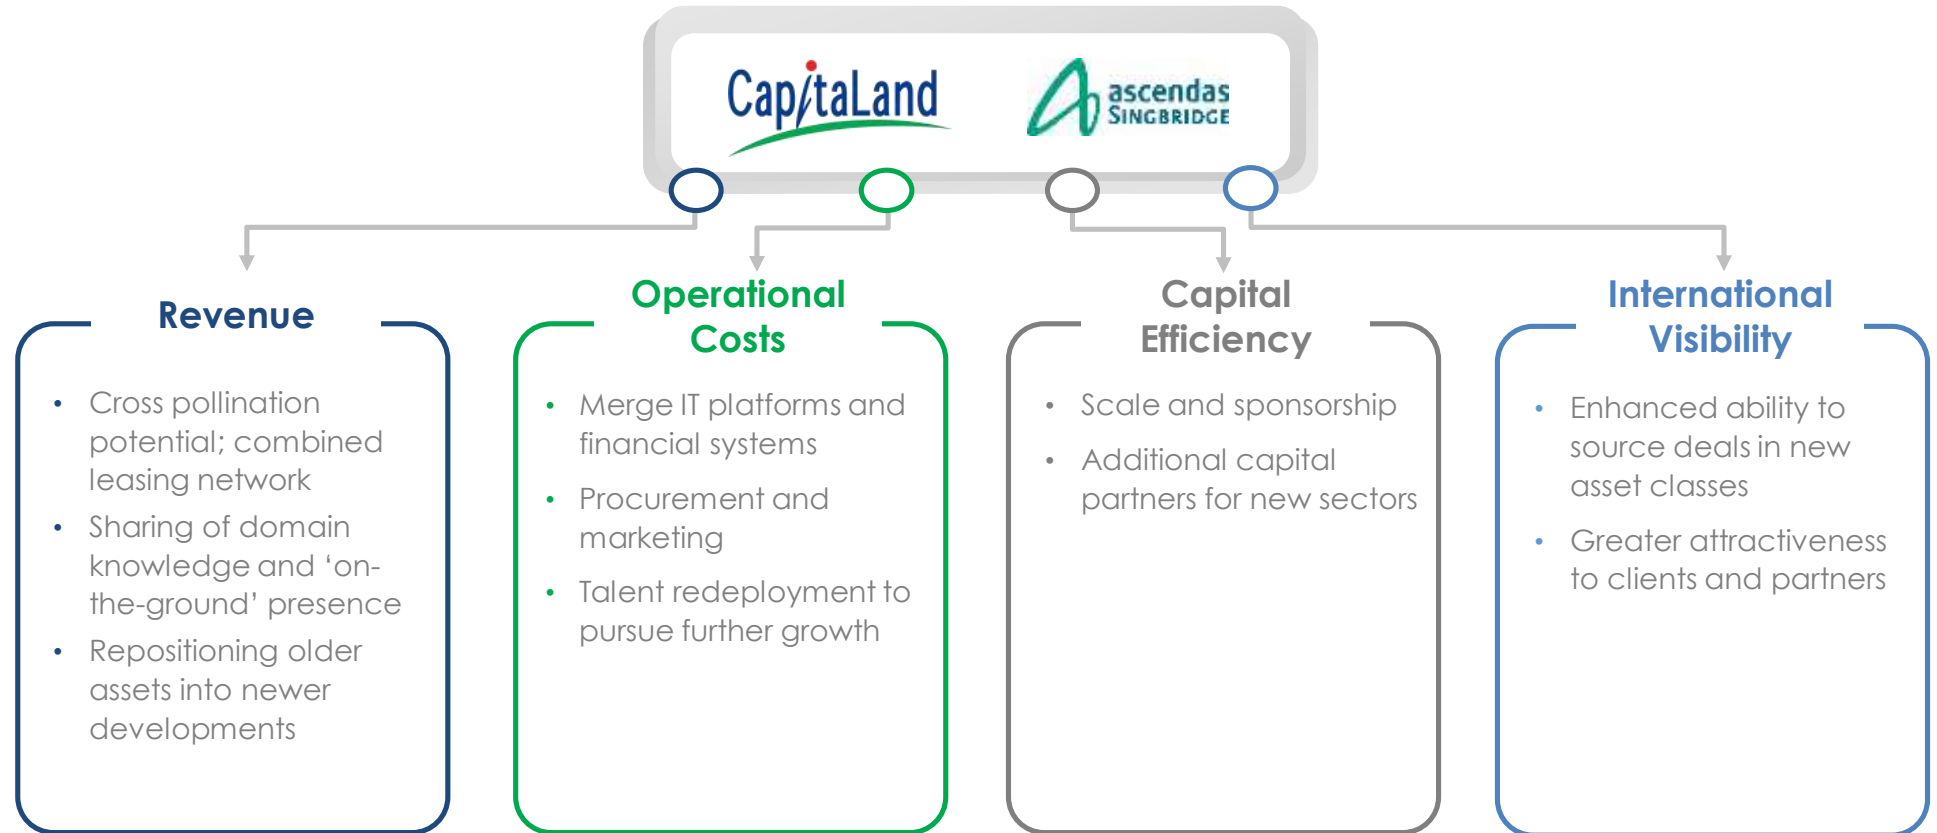 CapitaLand
ascendas
SINGBRIDGE
Revenue
• Cross pollination
potential; combined
leasing network
• Sharing of domain
knowledge and ‘on-
the-ground’ presence
• Repositioning older
assets into newer
developments
Operational
Costs
• Merge IT platforms and
financial systems
• Procurement and
marketing
• Talent redeployment to
pursue further growth
Capital
Efficiency
• Scale and sponsorship
• Additional capital
partners for new sectors
International
Visibility
• Enhanced ability to
source deals in new
asset classes
• Greater attractiveness
to clients and partners